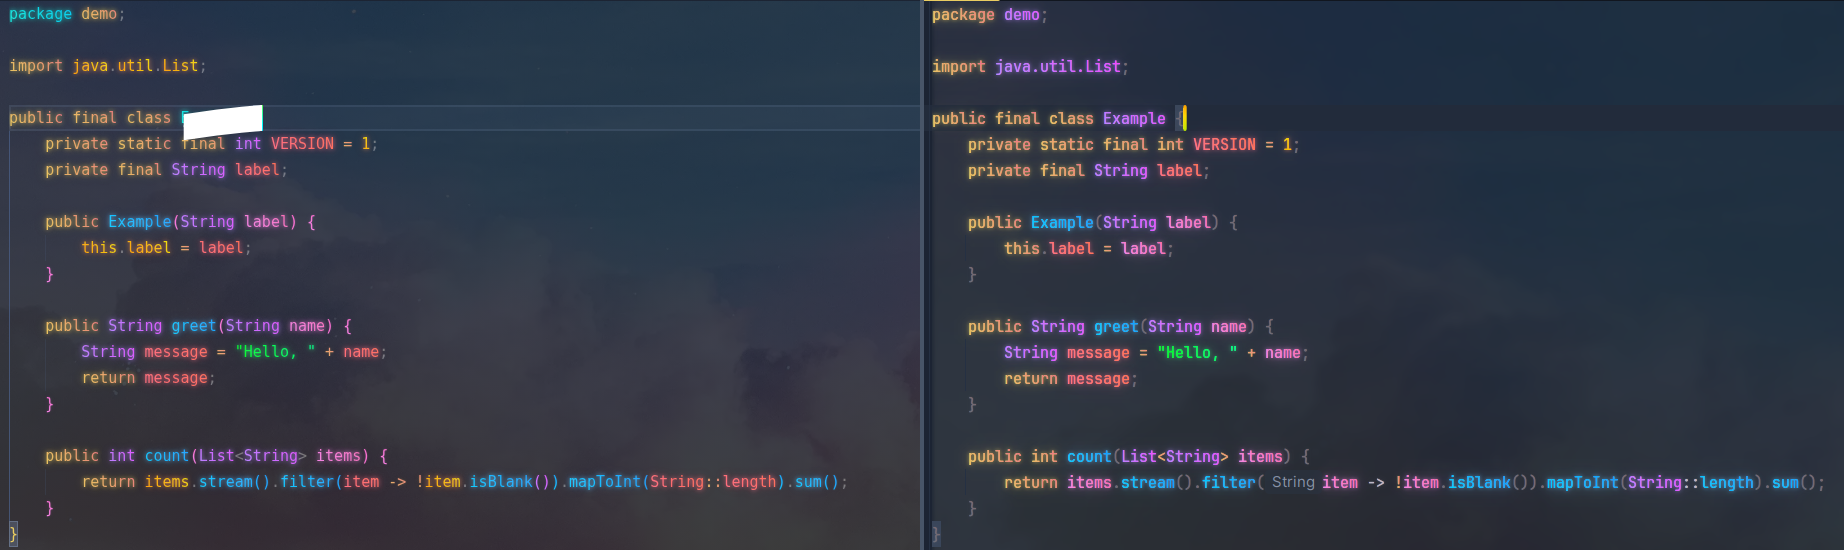 package demo;
import java.util.List;
public final class
    private static final int VERSION = 1;
    private final String label;
    public Example(String label) {
        this.label = label;
    }
    public String greet(String name) {
        String message = "Hello, " + name;
        return message;
    }
    public int count(List<String> items) {
        return items.stream().filter(item -> !item.isBlank()).mapToInt(String::length).sum();
    }
}
package demo;
import java.util.List;
public final class Example {
    private static final int VERSION = 1;
    private final String label;
    public Example(String label) {
        this.label = label;
    }
    public String greet(String name) {
        String message = "Hello, " + name;
        return message;
    }
    public int count(List<String> items) {
        return items.stream().filter( String item -> !item.isBlank()).mapToInt(String::length).sum();
    }
}